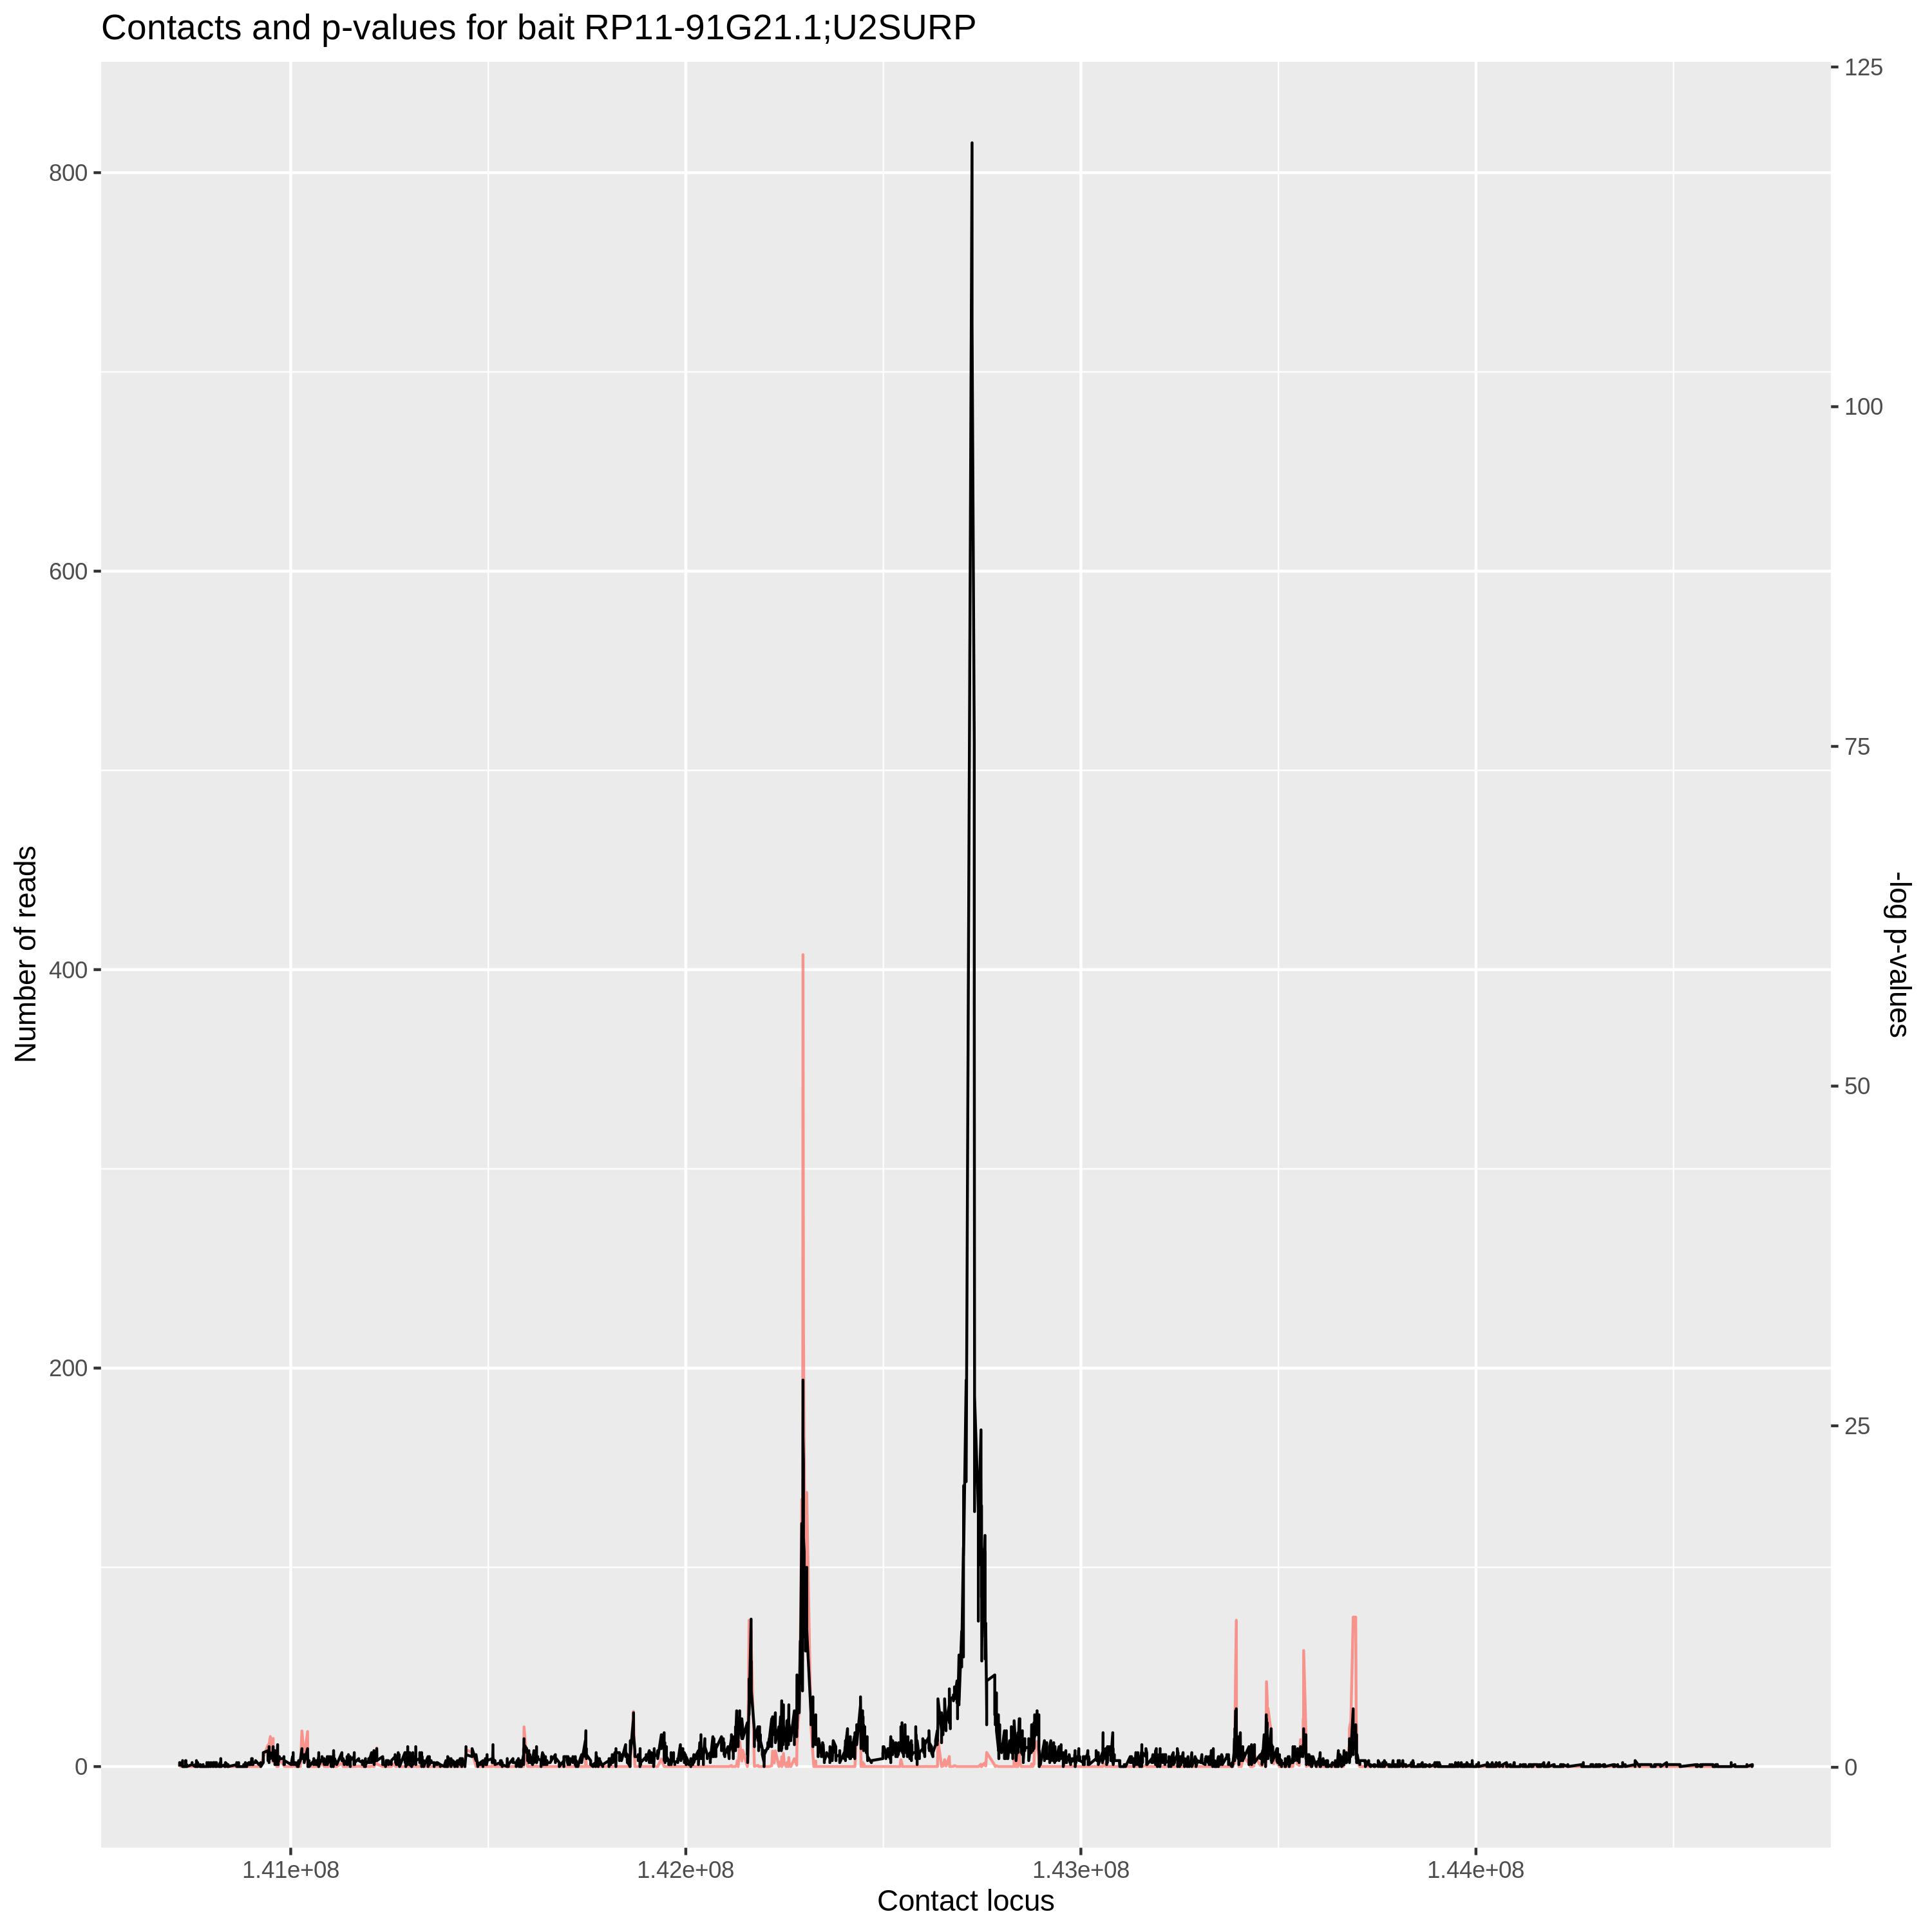 Contacts and p-values for bait RP11-91G21.1;U2SURP
125
800
100
600
75
Number of reads
-log p-values
400
50
200
25
0
0
1.41e+08
1.42e+08
1.43e+08
1.44e+08
Contact locus